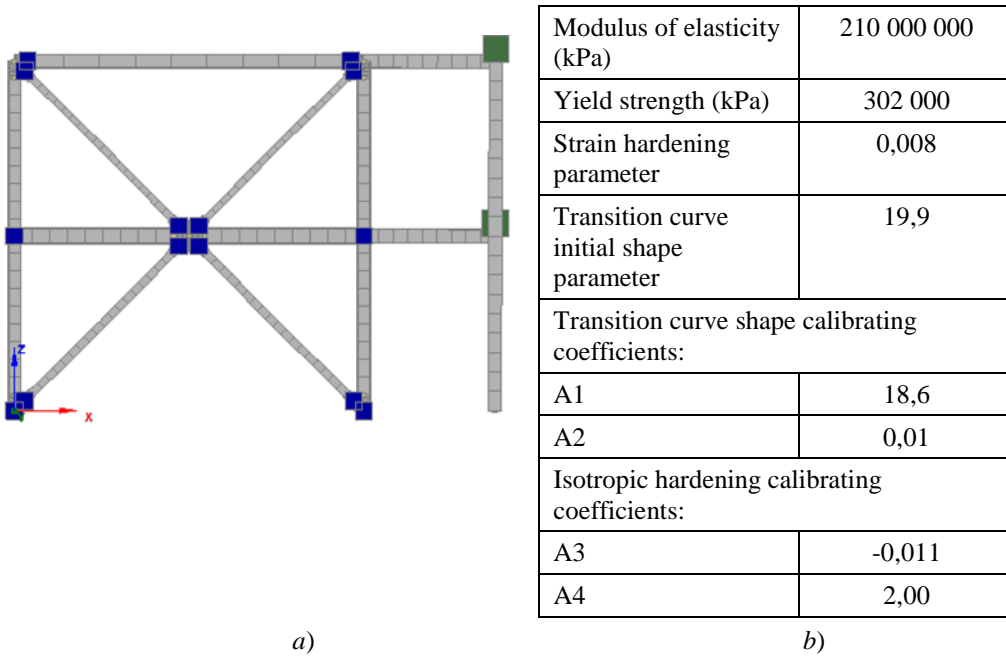 z
x
Modulus of elasticity 210 000 000
(kPa)
Yield strength (kPa) 302 000
Strain hardening 0,008
parameter
Transition curve 19,9
initial shape
parameter
Transition curve shape calibrating
coefficients:
A1 18,6
A2 0,01
Isotropic hardening calibrating
coefficients:
A3 -0,011
A4 2,00
a)
b)